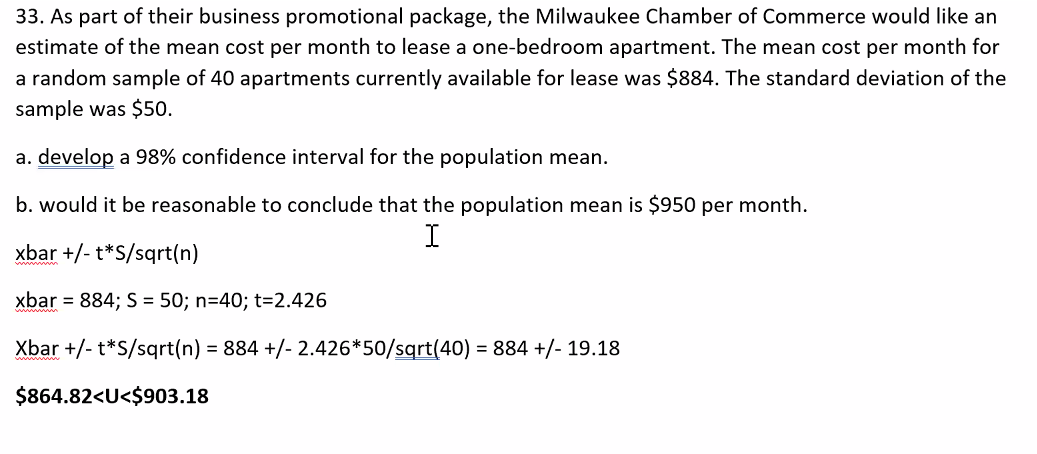 33. As part of their business promotional package, the Milwaukee Chamber of Commerce would like an
estimate of the mean cost per month to lease a one-bedroom apartment. The mean cost per month for
a random sample of 40 apartments currently available for lease was $884. The standard deviation of the
sample was $50.
a. develop a 98% confidence interval for the population mean.
b. would it be reasonable to conclude that the population mean is $950 per month.
xbar +/- t*S/sqrt(n)
xbar = 884; S = 50; n=40; t=2.426
Xbar +/- t*S/sqrt(n) = 884 +/- 2.426*50/sqrt(40) = 884 +/- 19.18
$864.82<U<$903.18